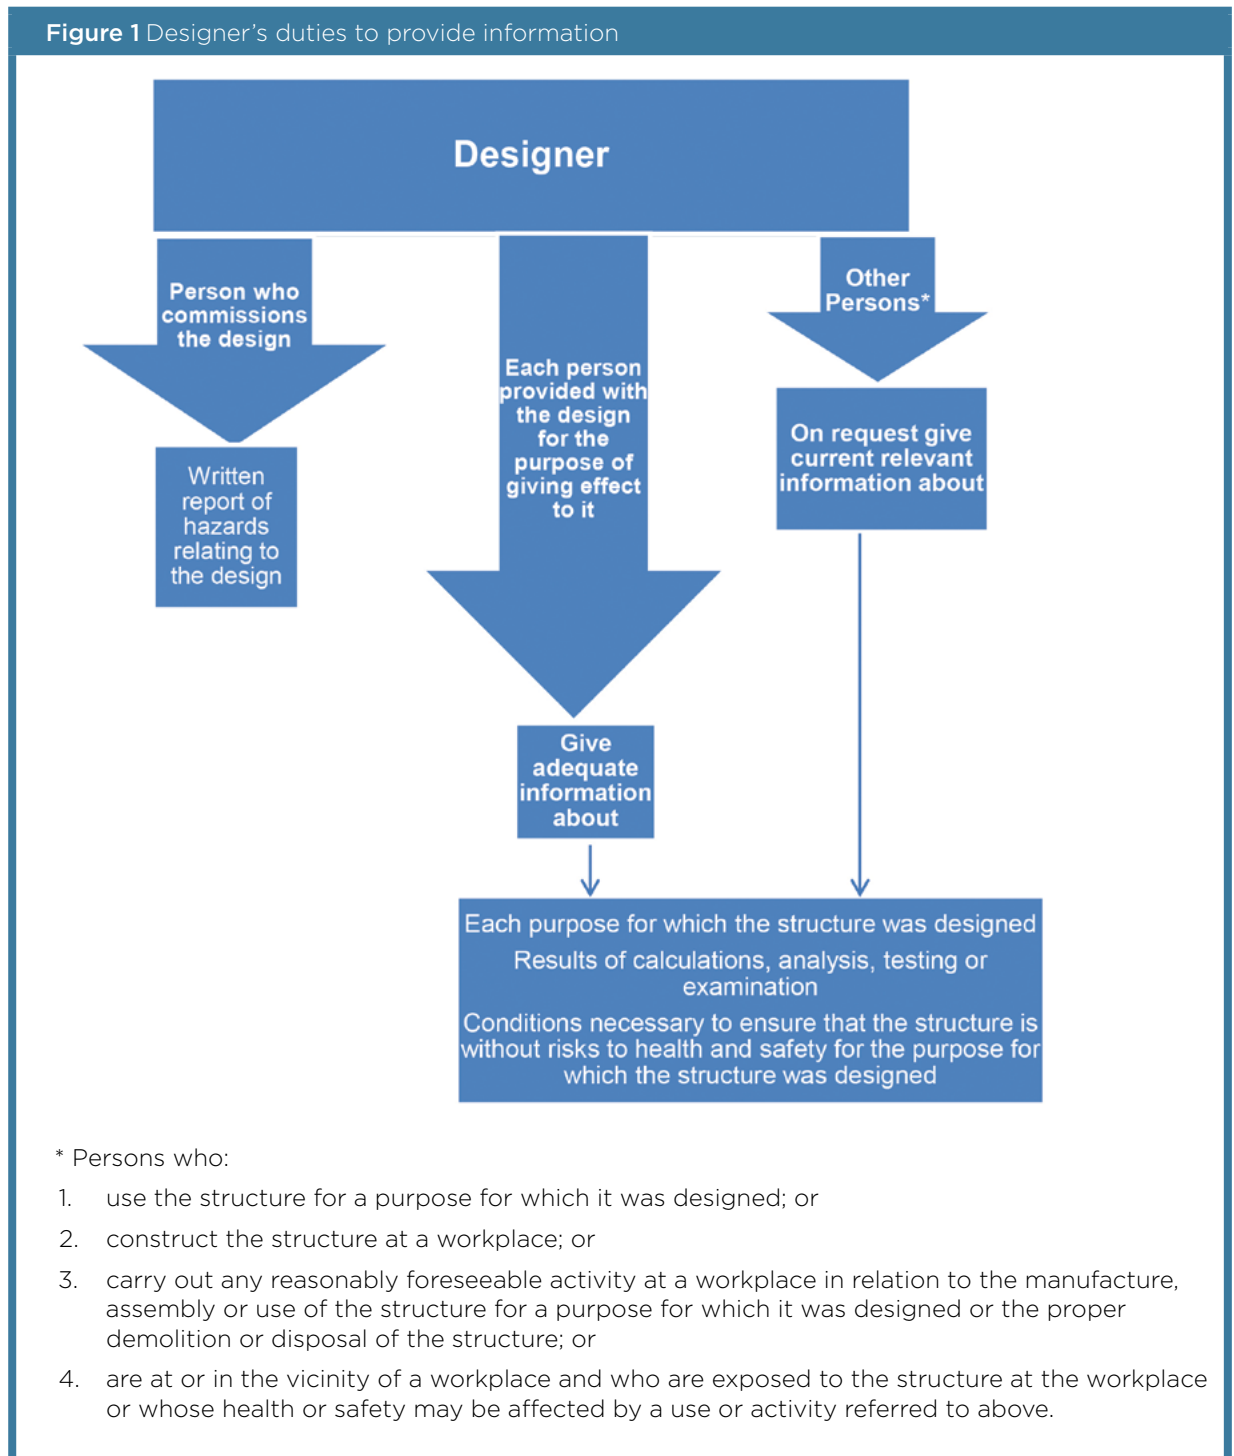 Figure 1 Designer's duties to provide information
Designer
Person who
commissions
the design
Written
report of
hazards
relating to
the design
Each person
provided with
the design
for the
purpose of
giving effect
to it
Give
adequate
information
about
Other
Persons*
On request give
current relevant
information about
Each purpose for which the structure was designed
Results of calculations, analysis, testing or
examination
Conditions necessary to ensure that the structure is
without risks to health and safety for the purpose for
which the structure was designed
* Persons who:
1. use the structure for a purpose for which it was designed; or
2. construct the structure at a workplace; or
3. carry out any reasonably foreseeable activity at a workplace in relation to the manufacture,
assembly or use of the structure for a purpose for which it was designed or the proper
demolition or disposal of the structure; or
4. are at or in the vicinity of a workplace and who are exposed to the structure at the workplace
or whose health or safety may be affected by a use or activity referred to above.